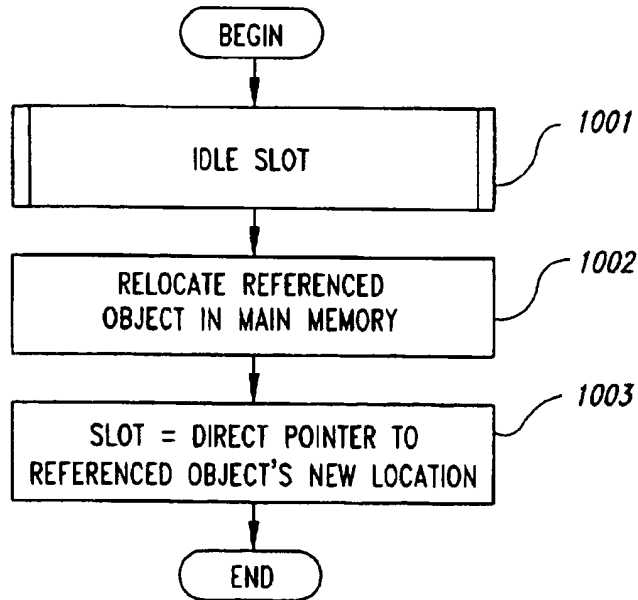 BEGIN
IDLE SLOT
1001
RELOCATE REFERENCED
OBJECT IN MAIN MEMORY
1002
SLOT = DIRECT POINTER TO
REFERENCED OBJECT'S NEW LOCATION
1003
END